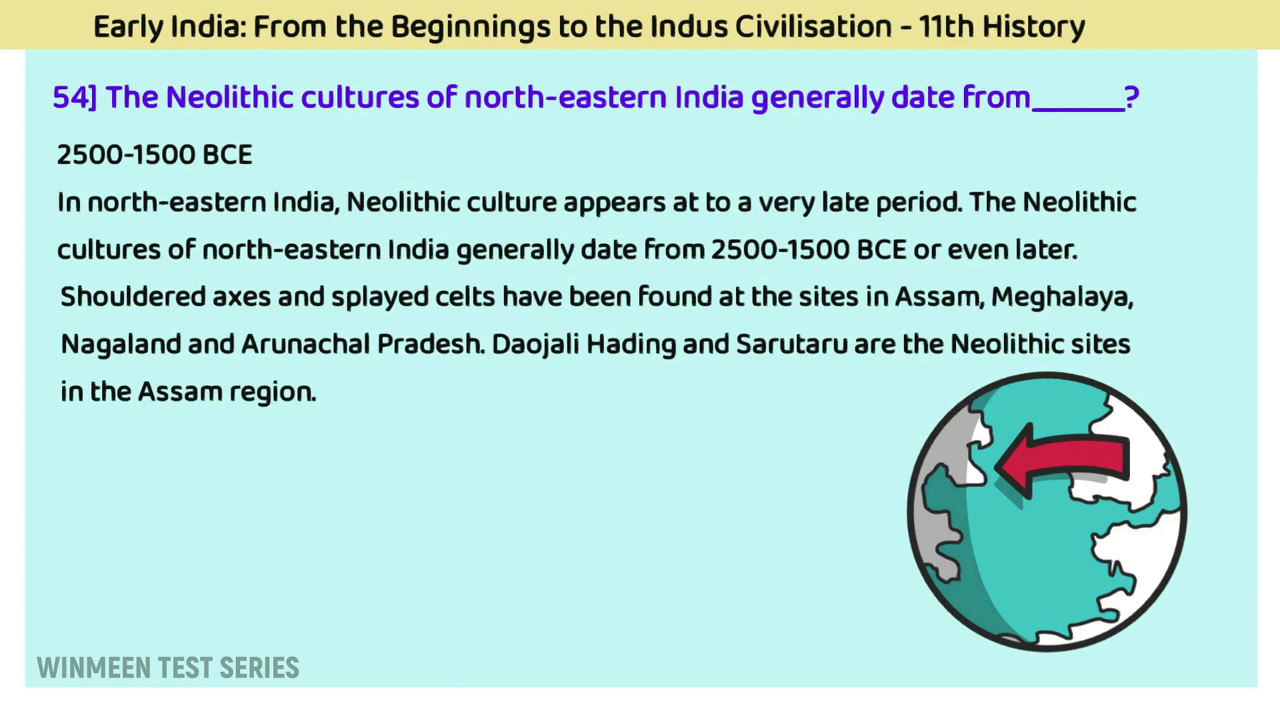 Early India: From the Beginnings to the Indus Civilisation - 11th History
54] The Neolithic cultures of north-eastern India generally date from______?
2500-1500 BCE
In north-eastern India, Neolithic culture appears at to a very late period. The Neolithic
cultures of north-eastern India generally date from 2500-1500 BCE or even later.
Shouldered axes and splayed celts have been found at the sites in Assam, Meghalaya,
Nagaland and Arunachal Pradesh. Daojali Hading and Sarutaru are the Neolithic sites
in the Assam region.
WINMEEN TEST SERIES